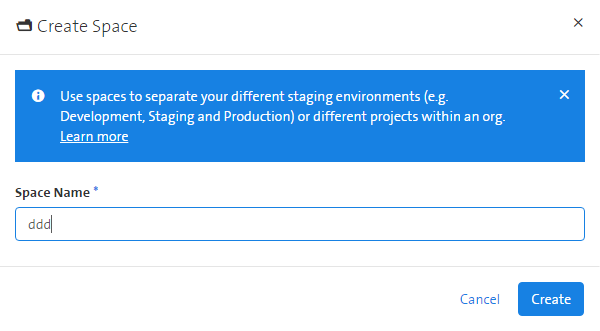 Create Space
Use spaces to separate your different staging environments (e.g.
Development, Staging and Production) or different projects within an org.
Learn more
Space Name *
ddd
Cancel
Create